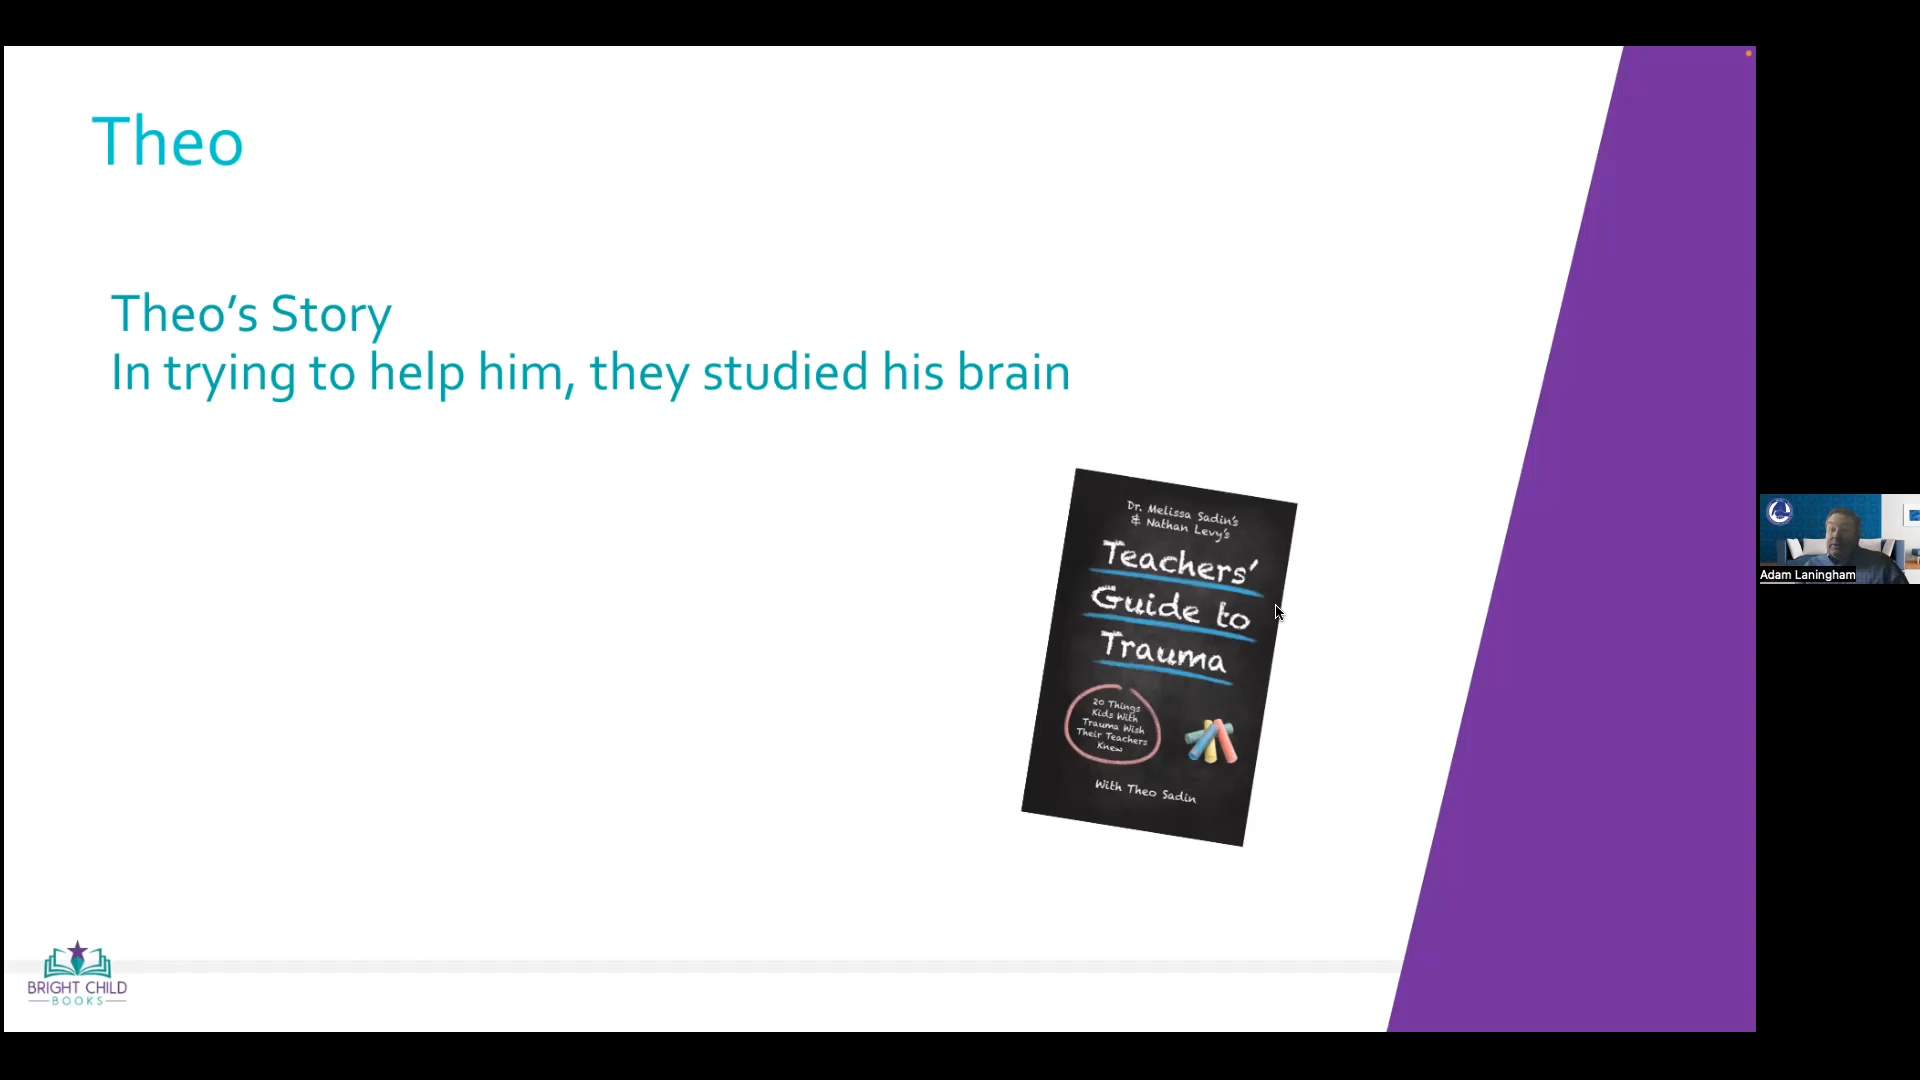 Theo
Theo’s Story
In trying to help him, they studied his brain
Dr. Melissa Sadin's
& Nathan Levy's
Teachers'
Guide to
Trauma
20 Things
Kids With
Trauma Wish
Their Teachers
Knew
With Theo Sadin
BRIGHT CHILD
BOOKS
Adam Laningham